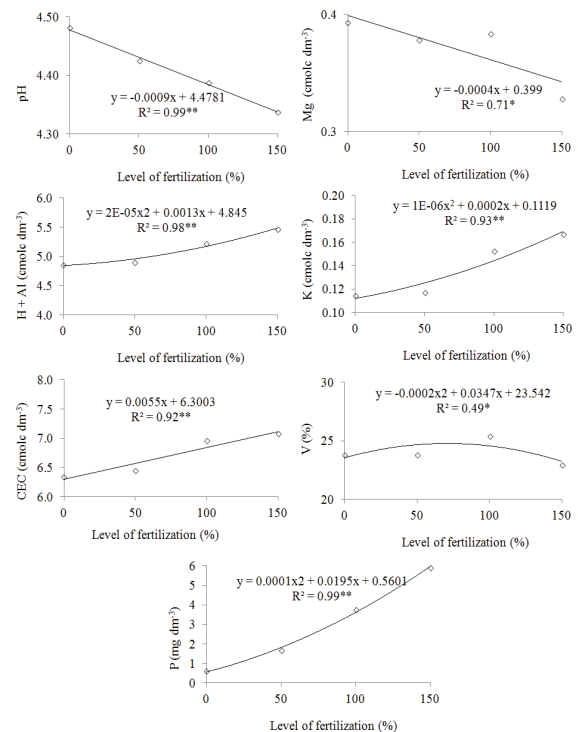 4.50
4.40
4.30
pH
y = -0.0009x + 4.4781
R² = 0.99**
0 50 100 150
Level of fertilization (%)
0.4
0.3
Mg (cmolc dm⁻³)
y = -0.0004x + 0.399
R² = 0.71*
0 50 100 150
Level of fertilization (%)
6.0
5.5
5.0
4.5
4.0
H + Al (cmolc dm⁻³)
y = 2E-05x2 + 0.0013x + 4.845
R² = 0.98**
0 50 100 150
Level of fertilization (%)
0.20
0.18
0.16
0.14
0.12
0.10
K (cmolc dm⁻³)
y = 1E-06x² + 0.0002x + 0.1119
R² = 0.93**
0 50 100 150
Level of fertilization (%)
8.0
7.5
7.0
6.5
6.0
CEC (cmolc dm⁻³)
y = 0.0055x + 6.3003
R² = 0.92**
0 50 100 150
Level of fertilization (%)
30
25
20
V (%)
y = -0.0002x2 + 0.0347x + 23.542
R² = 0.49*
0 50 100 150
Level of fertilization (%)
6
5
4
3
2
1
0
P (mg dm⁻³)
y = 0.0001x2 + 0.0195x + 0.5601
R² = 0.99**
0 50 100 150
Level of fertilization (%)